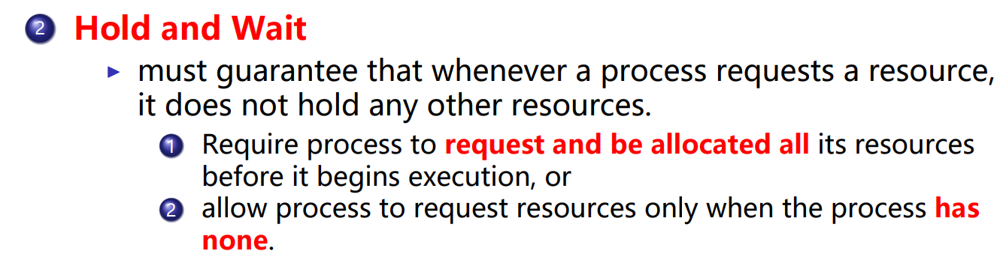 2 Hold and Wait
▶ must guarantee that whenever a process requests a resource,
it does not hold any other resources.
1 Require process to request and be allocated all its resources
before it begins execution, or
2 allow process to request resources only when the process has
none.